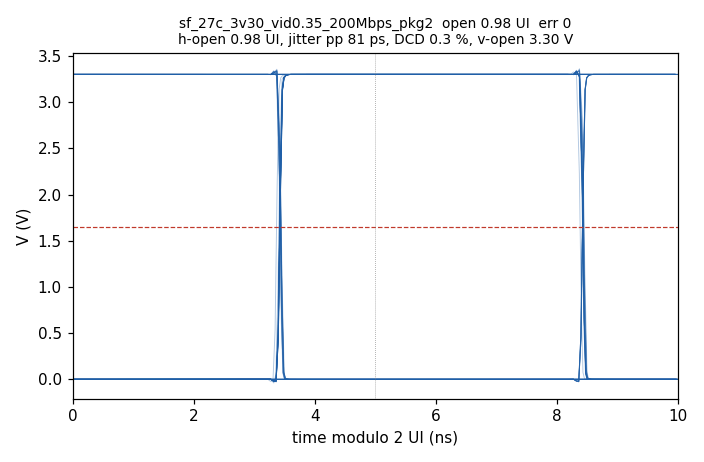 sf_27c_3v30_vid0.35_200Mbps_pkg2  open 0.98 UI  err 0
h-open 0.98 UI, jitter pp 81 ps, DCD 0.3 %, v-open 3.30 V
3.5
3.0
2.5
2.0
1.5
1.0
0.5
0.0
V (V)
0 2 4 6 8 10
time modulo 2 UI (ns)